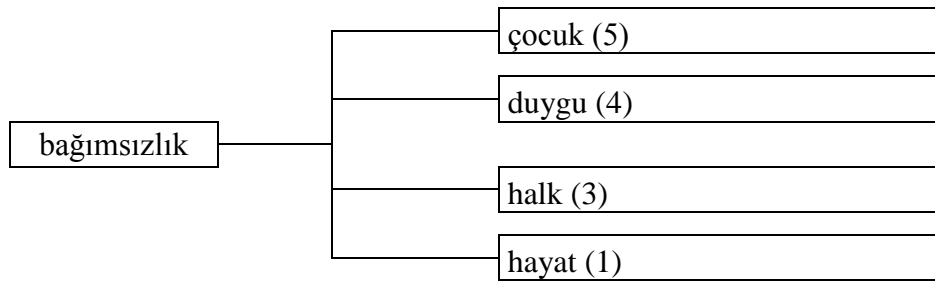 çocuk (5)
duygu (4)
bağımsızlık
halk (3)
hayat (1)